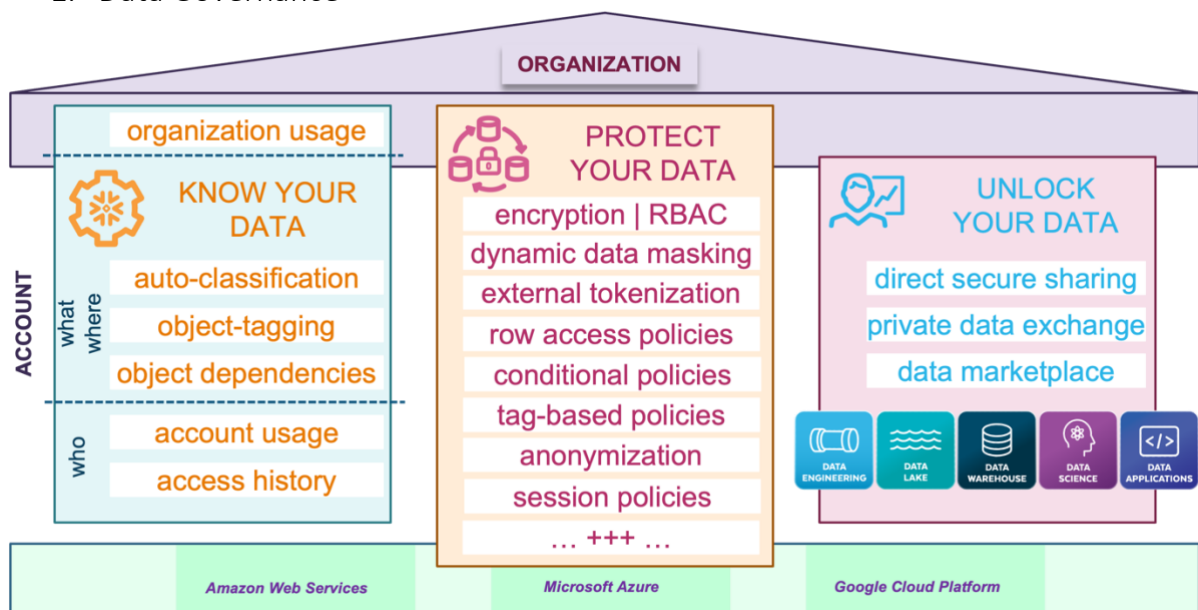 ORGANIZATION
organization usage
KNOW YOUR
DATA
auto-classification
object-tagging
object dependencies
account usage
access history
ACCOUNT
what
where
who
PROTECT
YOUR DATA
encryption | RBAC
dynamic data masking
external tokenization
row access policies
conditional policies
tag-based policies
anonymization
session policies
... +++ ...
UNLOCK
YOUR DATA
direct secure sharing
private data exchange
data marketplace
DATA
ENGINEERING
DATA
LAKE
DATA
WAREHOUSE
DATA
SCIENCE
</>
DATA
APPLICATIONS
Amazon Web Services
Microsoft Azure
Google Cloud Platform